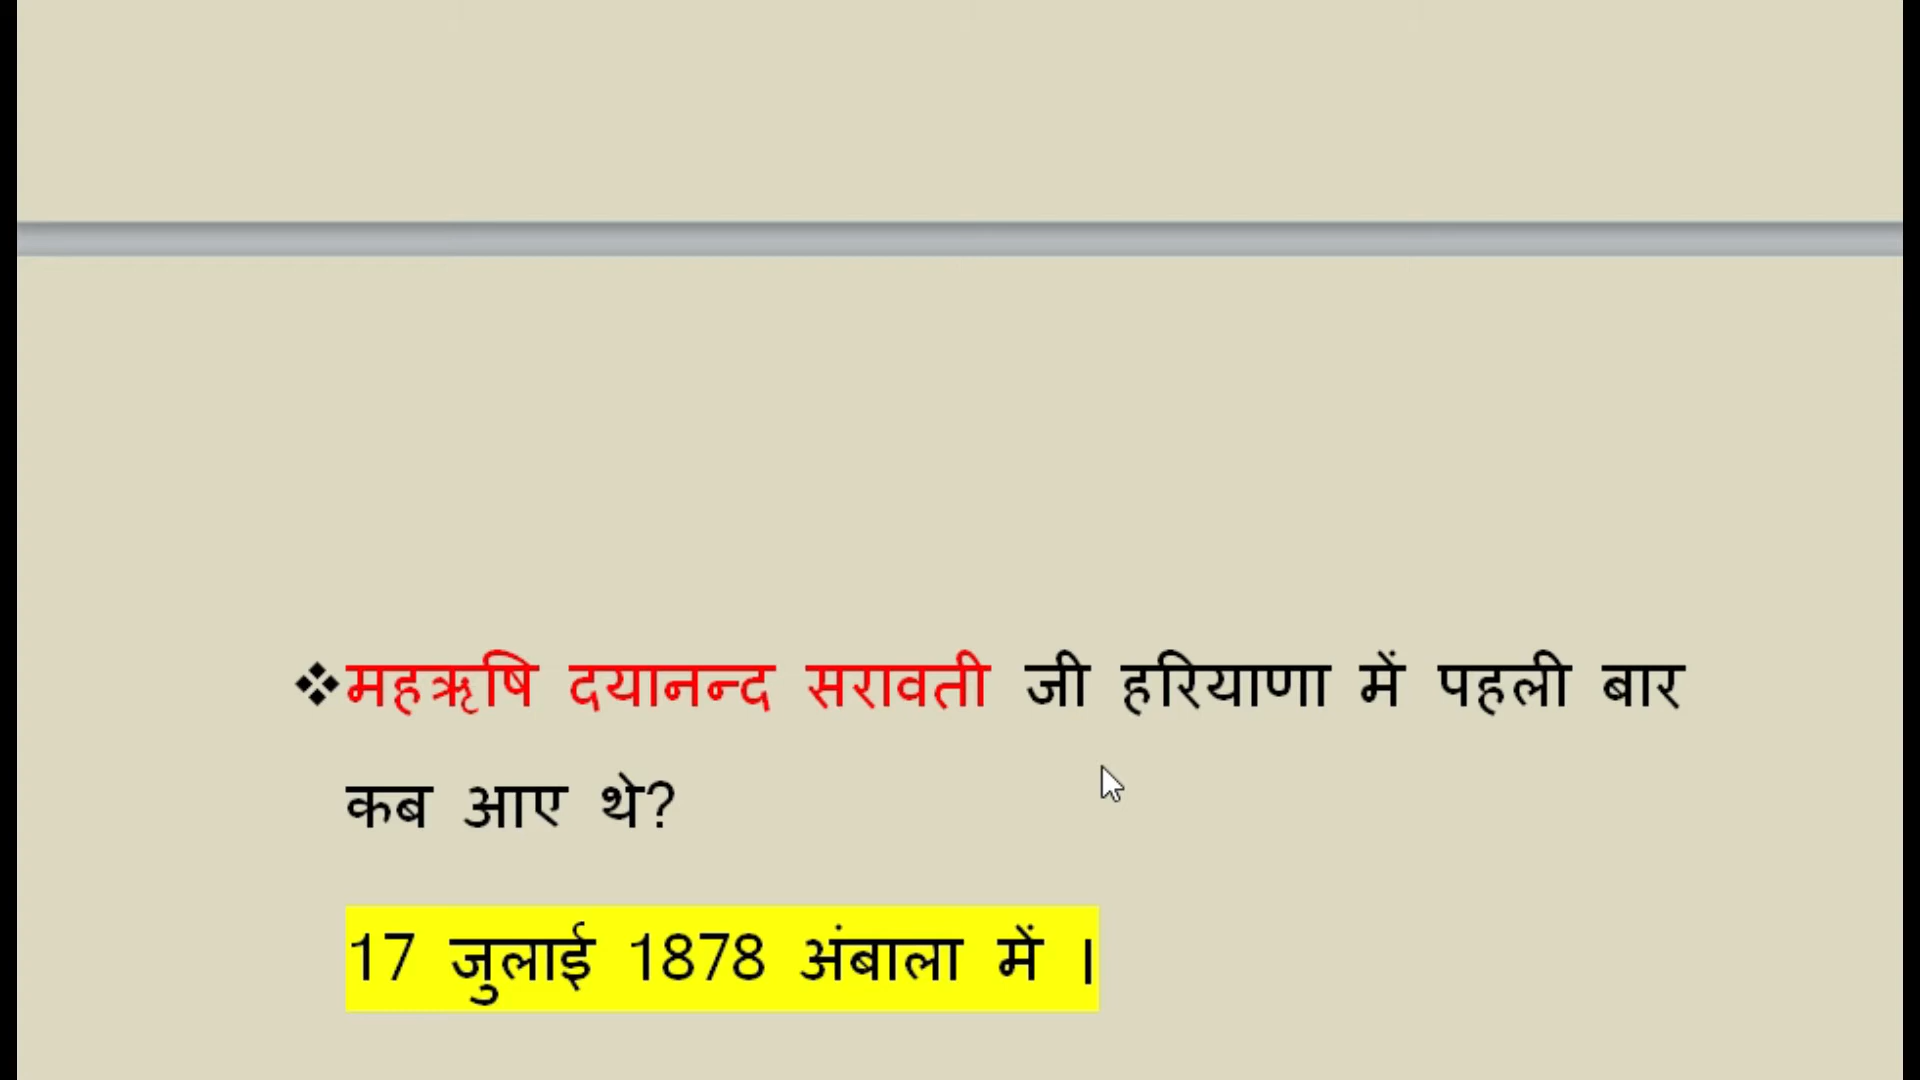 ❖महऋषि दयानन्द सरावती जी हरियाणा में पहली बार
कब आए थे?
17 जुलाई 1878 अंबाला में ।